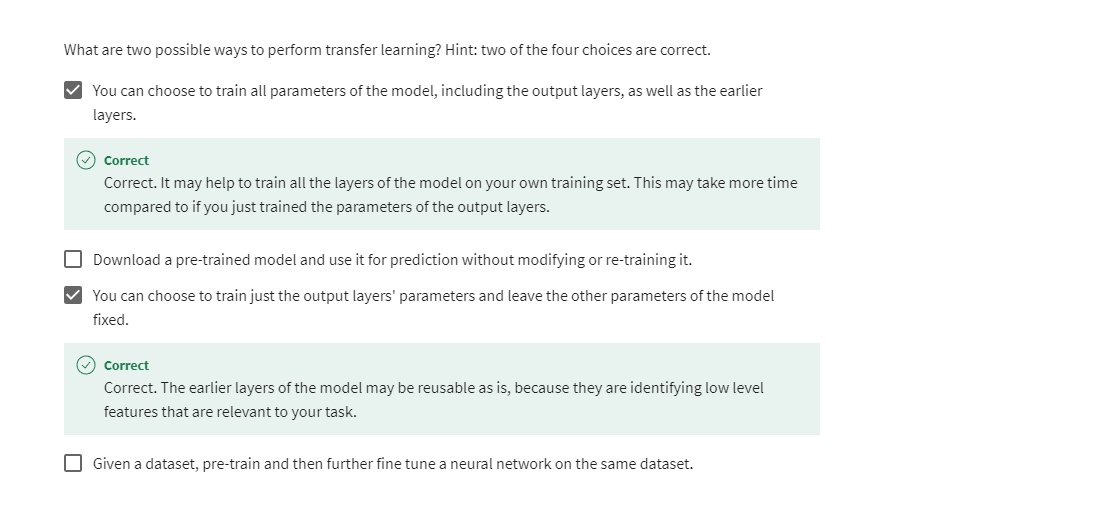 What are two possible ways to perform transfer learning? Hint: two of the four choices are correct.
You can choose to train all parameters of the model, including the output layers, as well as the earlier
layers.
Correct
Correct. It may help to train all the layers of the model on your own training set. This may take more time
compared to if you just trained the parameters of the output layers.
Download a pre-trained model and use it for prediction without modifying or re-training it.
You can choose to train just the output layers' parameters and leave the other parameters of the model
fixed.
Correct
Correct. The earlier layers of the model may be reusable as is, because they are identifying low level
features that are relevant to your task.
Given a dataset, pre-train and then further fine tune a neural network on the same dataset.